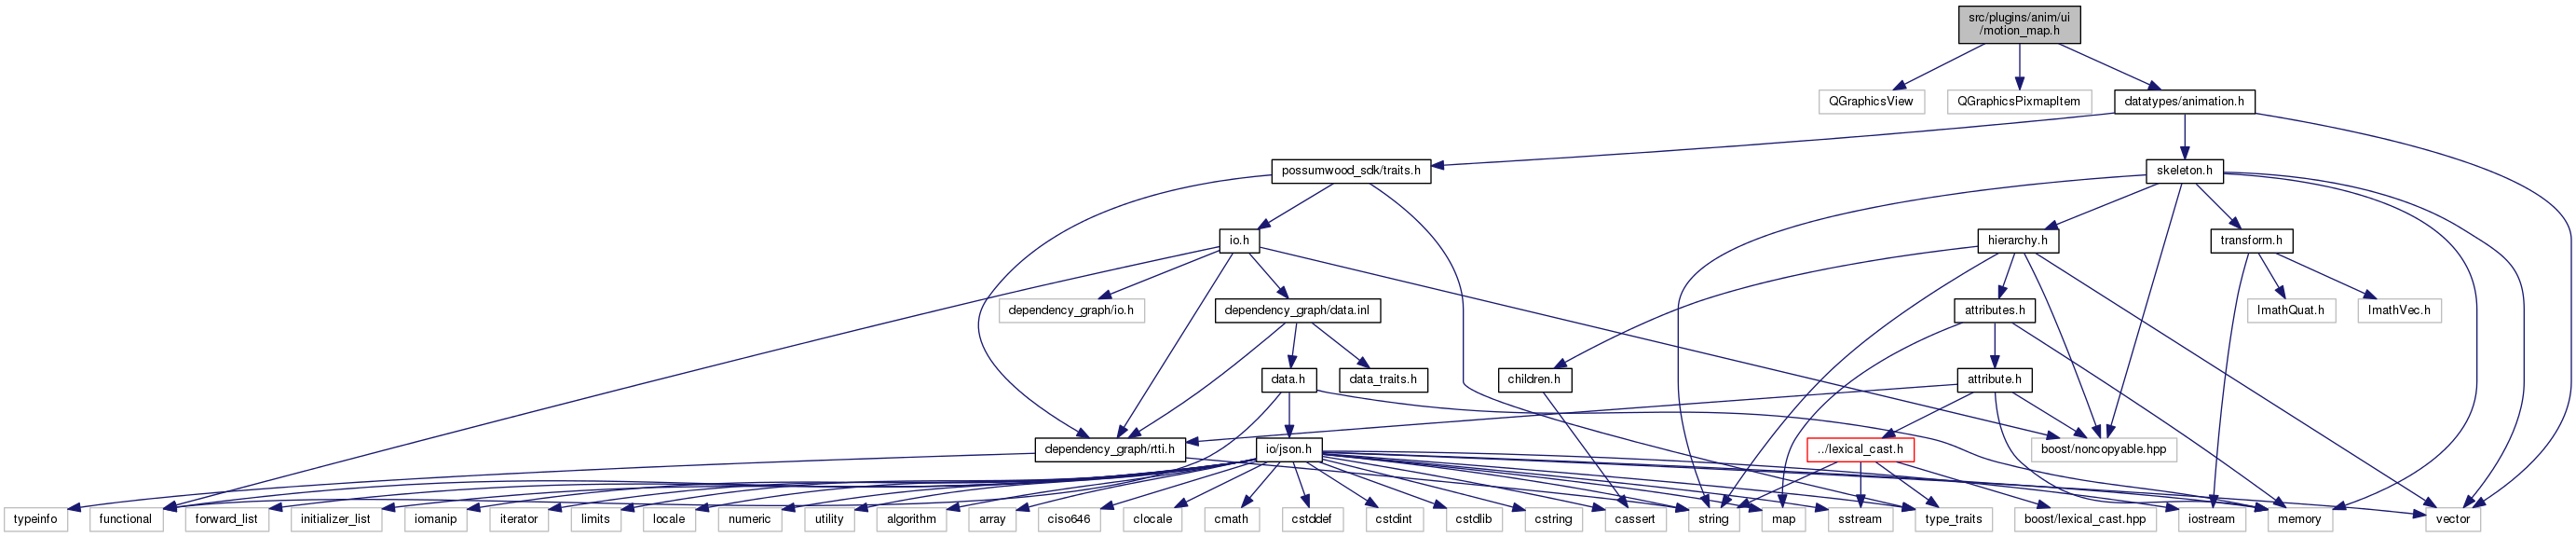 src/plugins/anim/ui
/motion_map.h
QGraphicsView
QGraphicsPixmapItem
datatypes/animation.h
possumwood_sdk/traits.h
skeleton.h
io.h
hierarchy.h
transform.h
dependency_graph/io.h
dependency_graph/data.inl
attributes.h
ImathQuat.h
ImathVec.h
data.h
data_traits.h
children.h
attribute.h
dependency_graph/rtti.h
io/json.h
.../lexical_cast.h
boost/noncopyable.hpp
typeinfo
functional
forward_list
initializer_list
iomanip
iterator
limits
locale
numeric
utility
algorithm
array
ciso646
clocale
cmath
cstddef
cstdint
cstdlib
cstring
cassert
string
map
sstream
type_traits
boost/lexical_cast.hpp
iostream
memory
vector